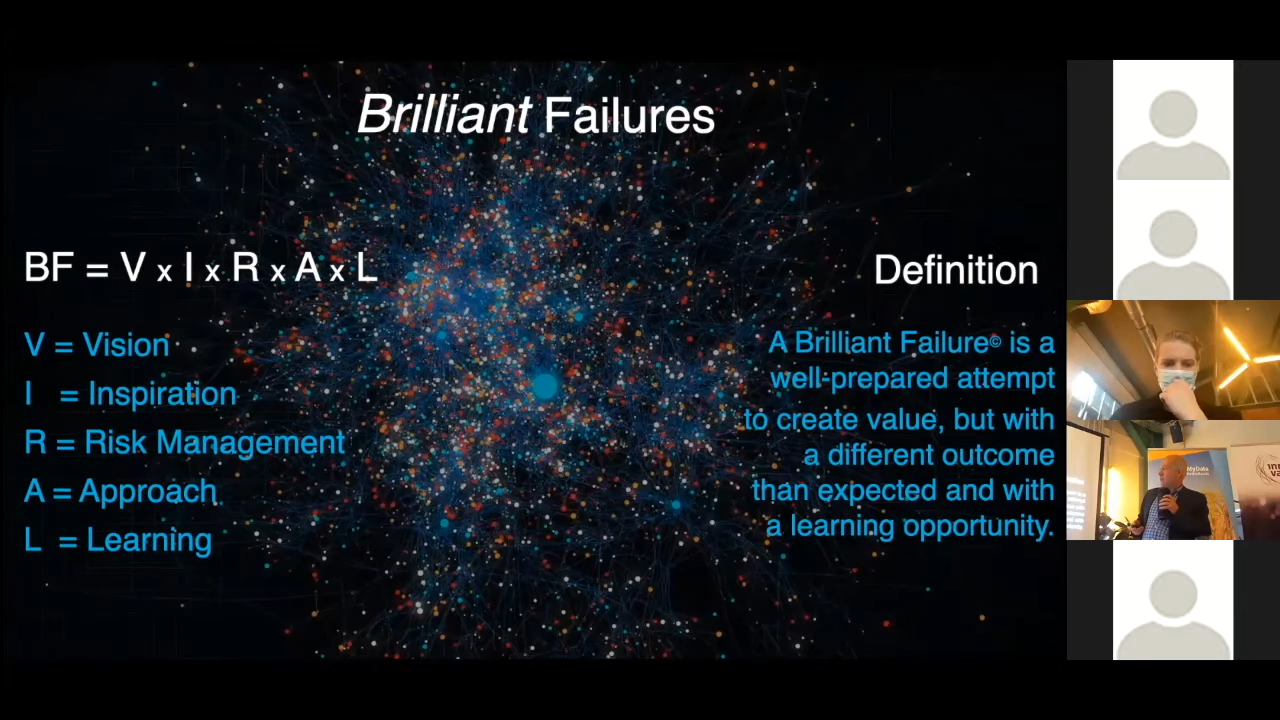 Brilliant Failures
BF = V x I x R x A x L
V = Vision
I = Inspiration
R = Risk Management
A = Approach
L = Learning
Definition
A Brilliant Failure© is a
well-prepared attempt
to create value, but with
a different outcome
than expected and with
a learning opportunity.
MyData